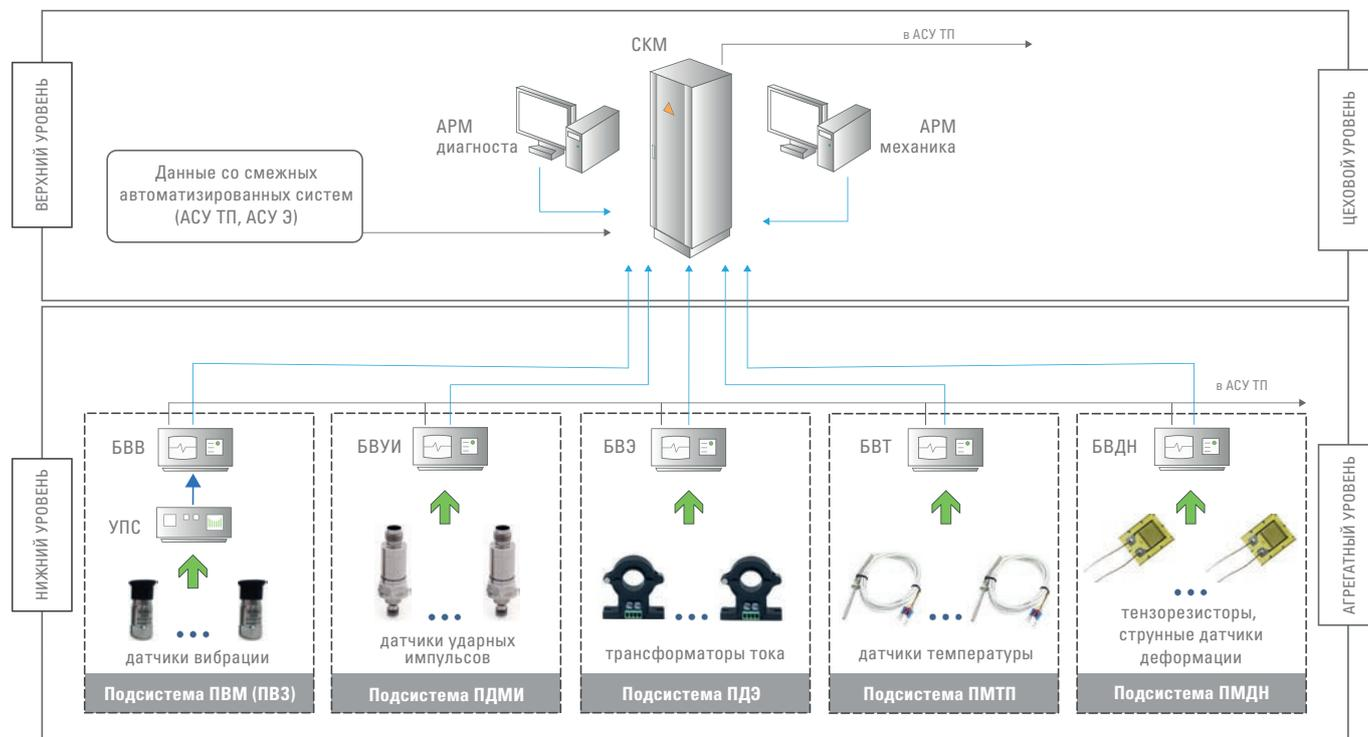 ВЕРХНИЙ УРОВЕНЬ
ЦЕХОВОЙ УРОВЕНЬ
СКМ
в АСУ ТП
АРМ
диагноста
АРМ
механика
Данные со смежных
автоматизированных систем
(АСУ ТП, АСУ Э)
НИЖНИЙ УРОВЕНЬ
АГРЕГАТНЫЙ УРОВЕНЬ
в АСУ ТП
БВВ
УПС
датчики вибрации
Подсистема ПВМ (ПВЗ)
БВУИ
датчики ударных
импульсов
Подсистема ПДМИ
БВЭ
трансформаторы тока
Подсистема ПДЭ
БВТ
датчики температуры
Подсистема ПМТП
БВДН
тензорезисторы,
струнные датчики
деформации
Подсистема ПМДН